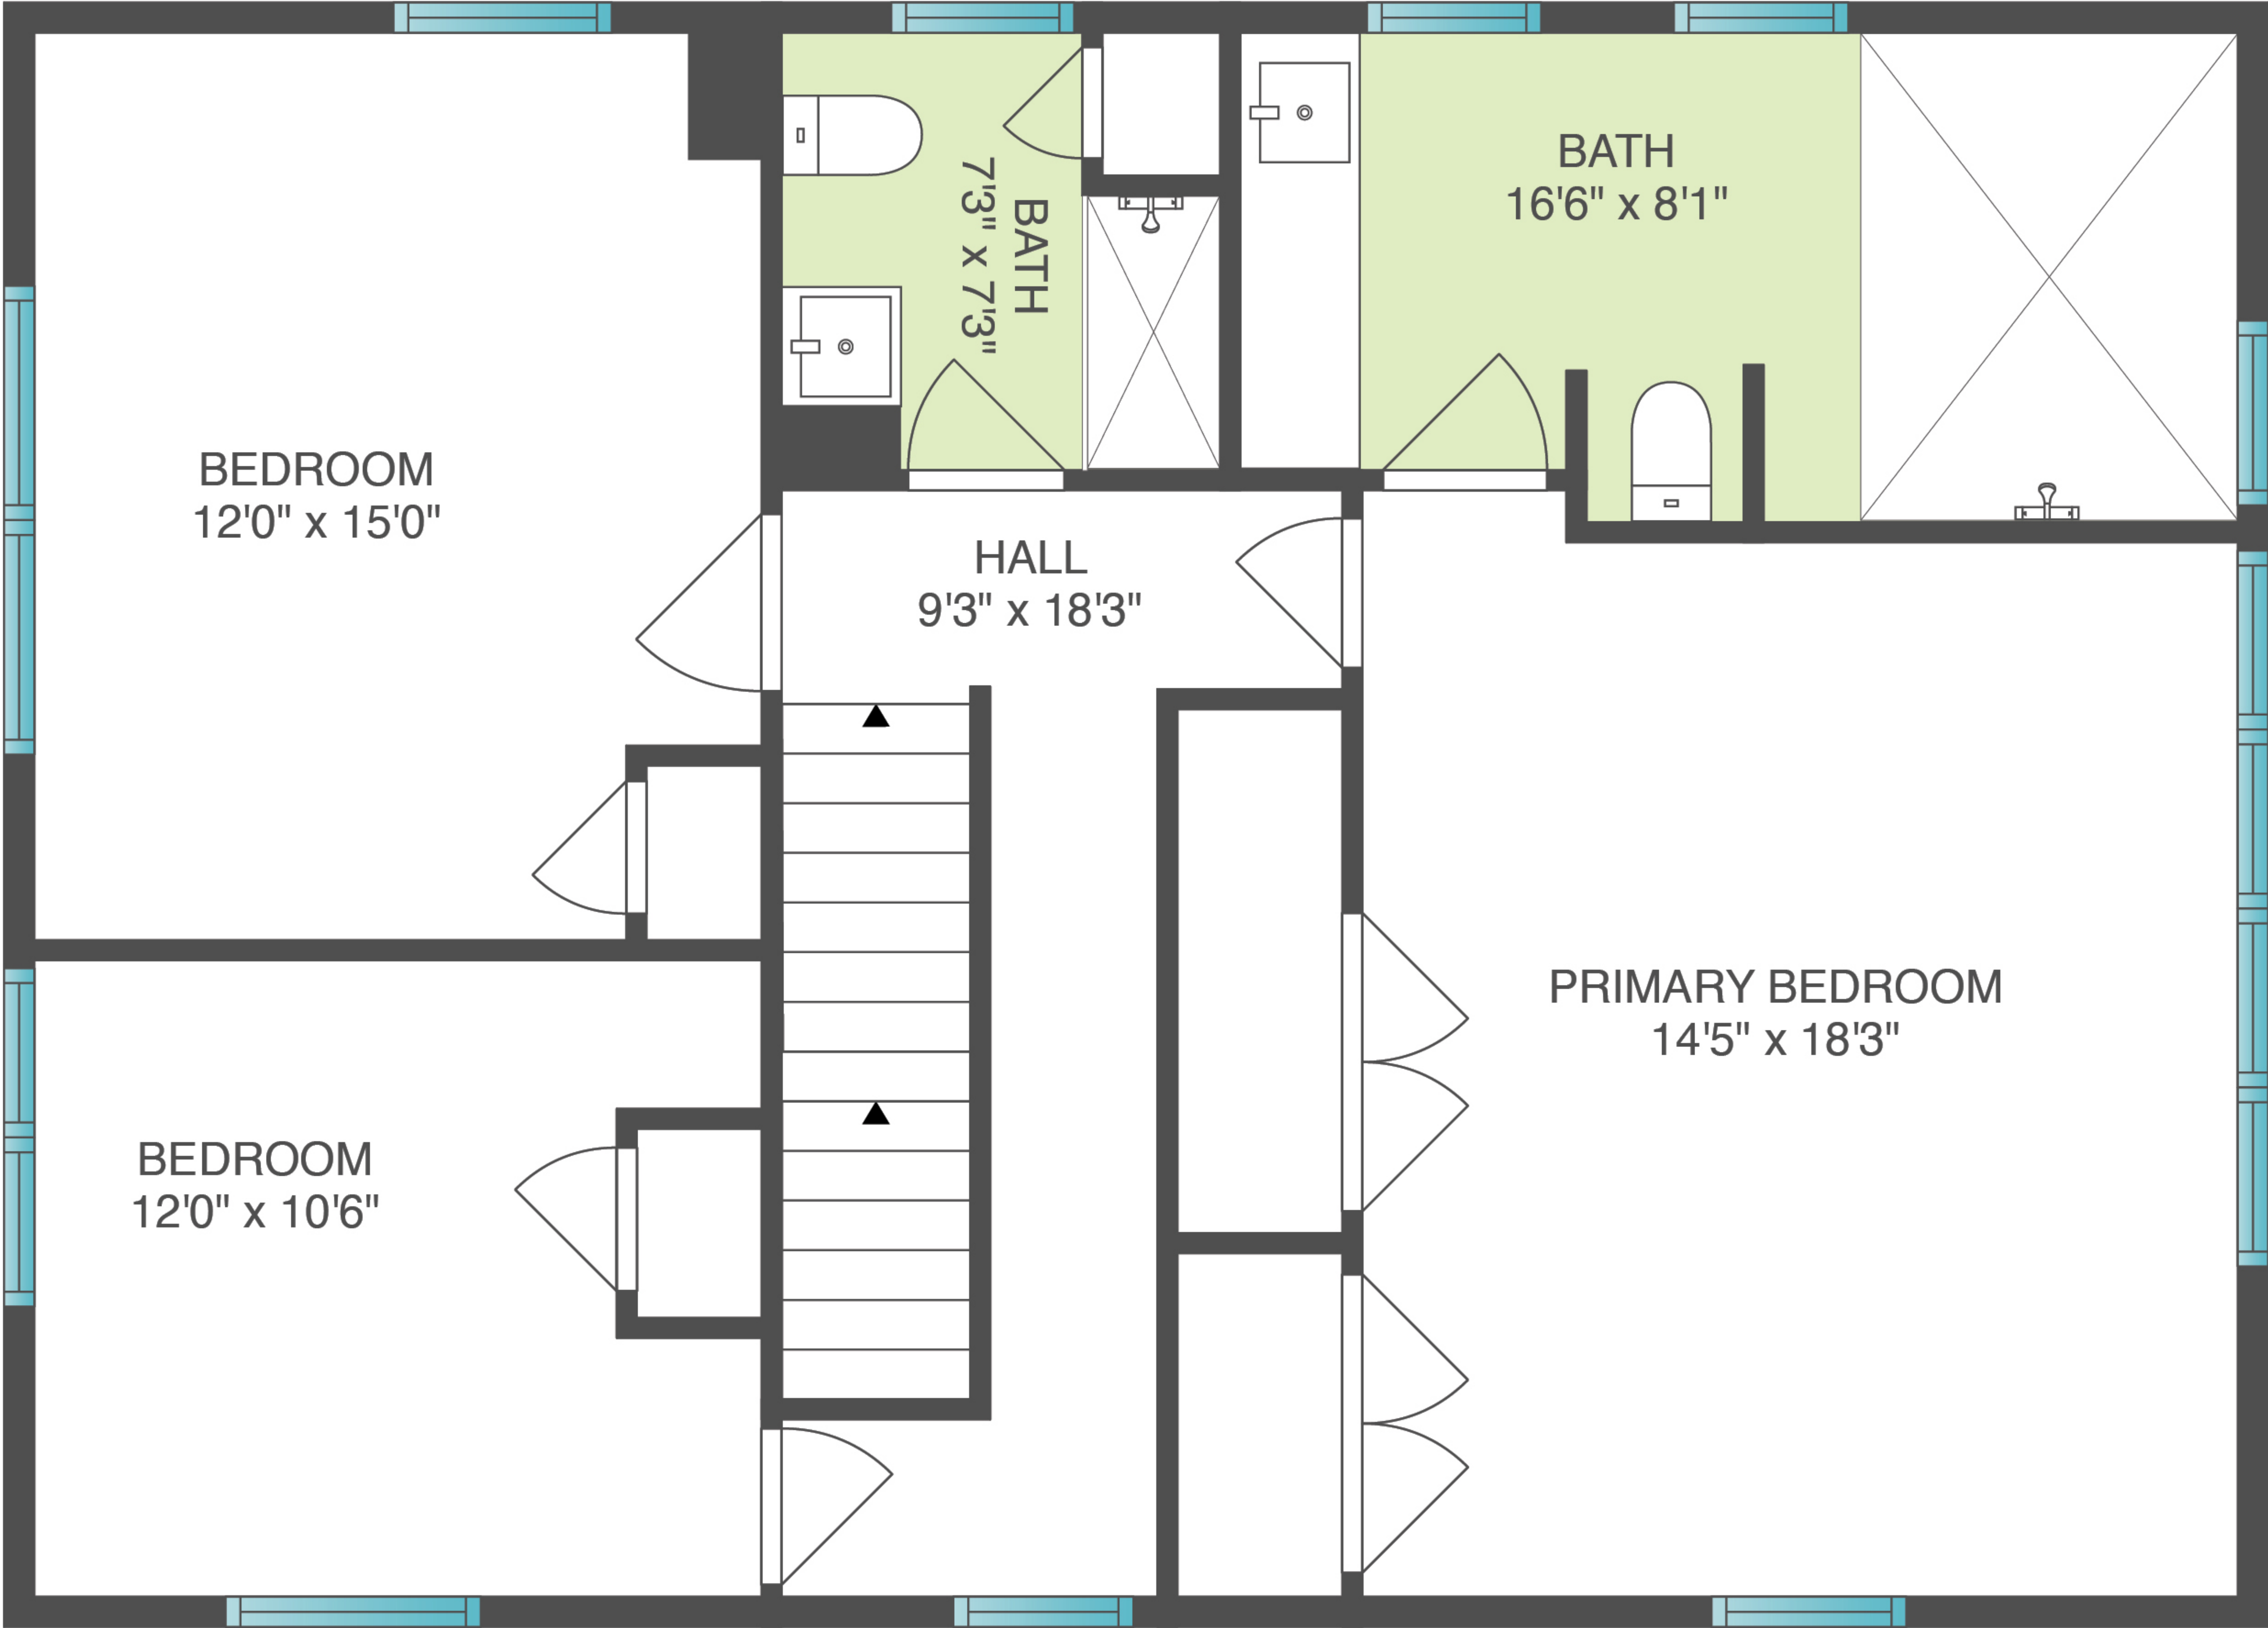 BATH
7'3" x 7'3"
BATH
16'6" x 8'1"
BEDROOM
12'0" x 15'0"
HALL
9'3" x 18'3"
PRIMARY BEDROOM
14'5" x 18'3"
BEDROOM
12'0" x 10'6"